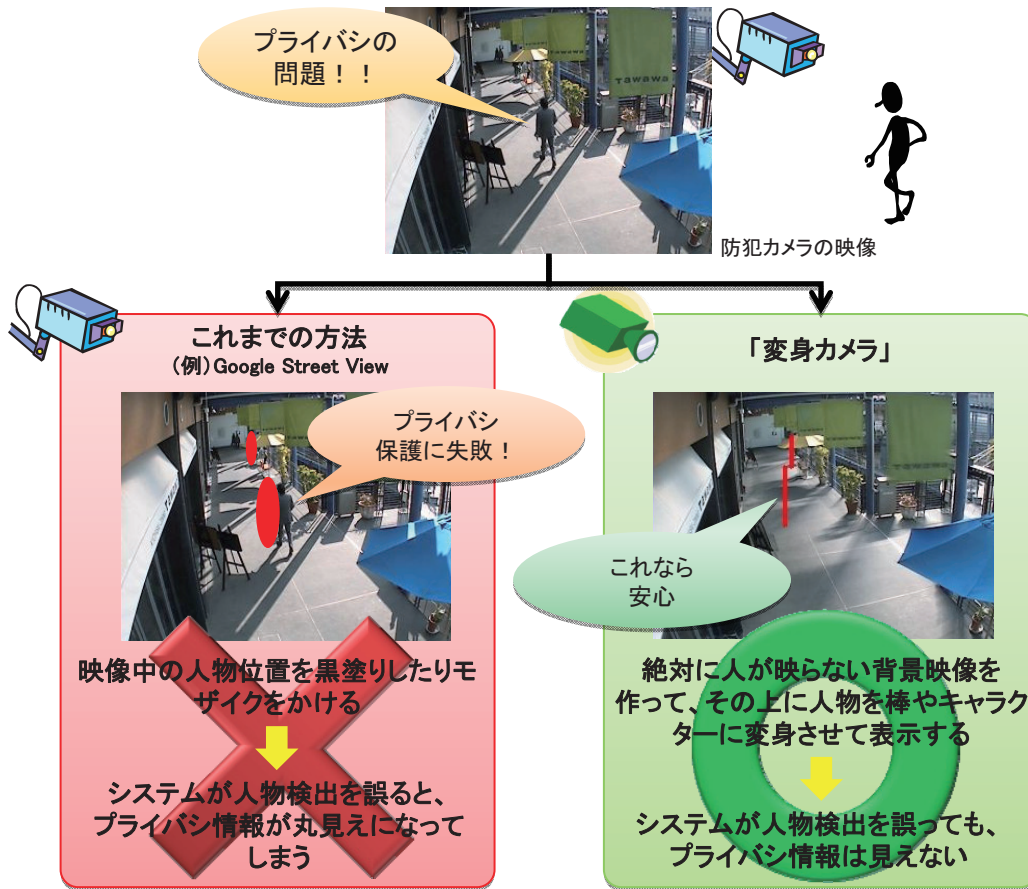 プライバシの
問題！！
Tawawa
防犯カメラの映像
これまでの方法
（例）Google Street View
プライバシ
保護に失敗！
映像中の人物位置を黒塗りしたりモ
ザイクをかける
システムが人物検出を誤ると、
プライバシ情報が丸見えになって
しまう
「変身カメラ」
Tawawa
これなら
安心
絶対に人が映らない背景映像を
作って、その上に人物を棒やキャラク
ターに変身させて表示する
システムが人物検出を誤っても、
プライバシ情報は見えない